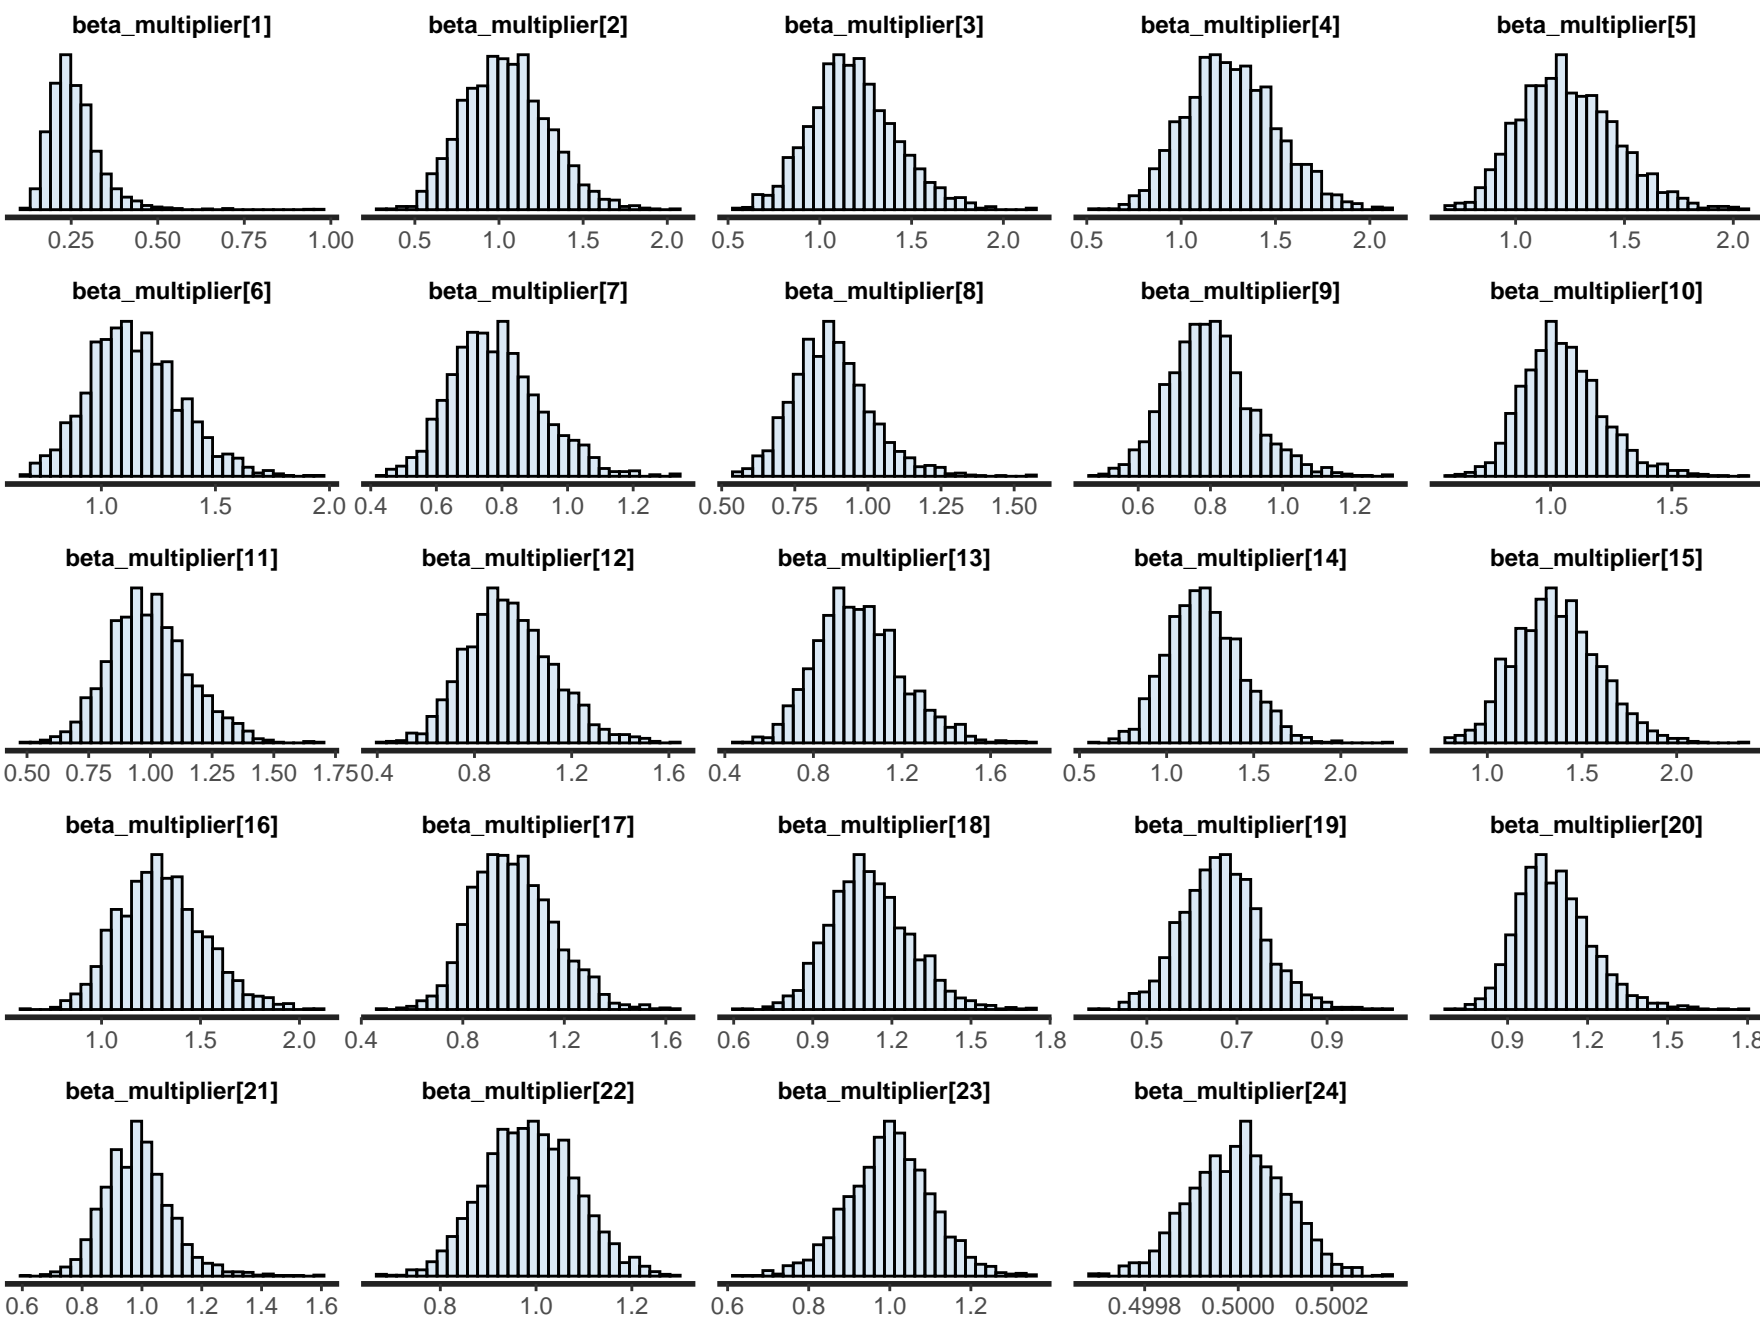 beta_multiplier[1] beta_multiplier[2] beta_multiplier[3] beta_multiplier[4] beta_multiplier[5]
0.25 0.50 0.75 1.00 0.5 1.0 1.5 2.0 0.5 1.0 1.5 2.0 0.5 1.0 1.5 2.0 1.0 1.5 2.0
beta_multiplier[6] beta_multiplier[7] beta_multiplier[8] beta_multiplier[9] beta_multiplier[10]
1.0 1.5 2.0 0.4 0.6 0.8 1.0 1.2 0.50 0.75 1.00 1.25 1.50 0.6 0.8 1.0 1.2 1.0 1.5
beta_multiplier[11] beta_multiplier[12] beta_multiplier[13] beta_multiplier[14] beta_multiplier[15]
0.50 0.75 1.00 1.25 1.50 1.75 0.4 0.8 1.2 1.6 0.4 0.8 1.2 1.6 0.5 1.0 1.5 2.0 1.0 1.5 2.0
beta_multiplier[16] beta_multiplier[17] beta_multiplier[18] beta_multiplier[19] beta_multiplier[20]
1.0 1.5 2.0 0.4 0.8 1.2 1.6 0.6 0.9 1.2 1.5 1.8 0.5 0.7 0.9 0.9 1.2 1.5 1.8
beta_multiplier[21] beta_multiplier[22] beta_multiplier[23] beta_multiplier[24]
0.6 0.8 1.0 1.2 1.4 1.6 0.8 1.0 1.2 0.6 0.8 1.0 1.2 0.4998 0.5000 0.5002